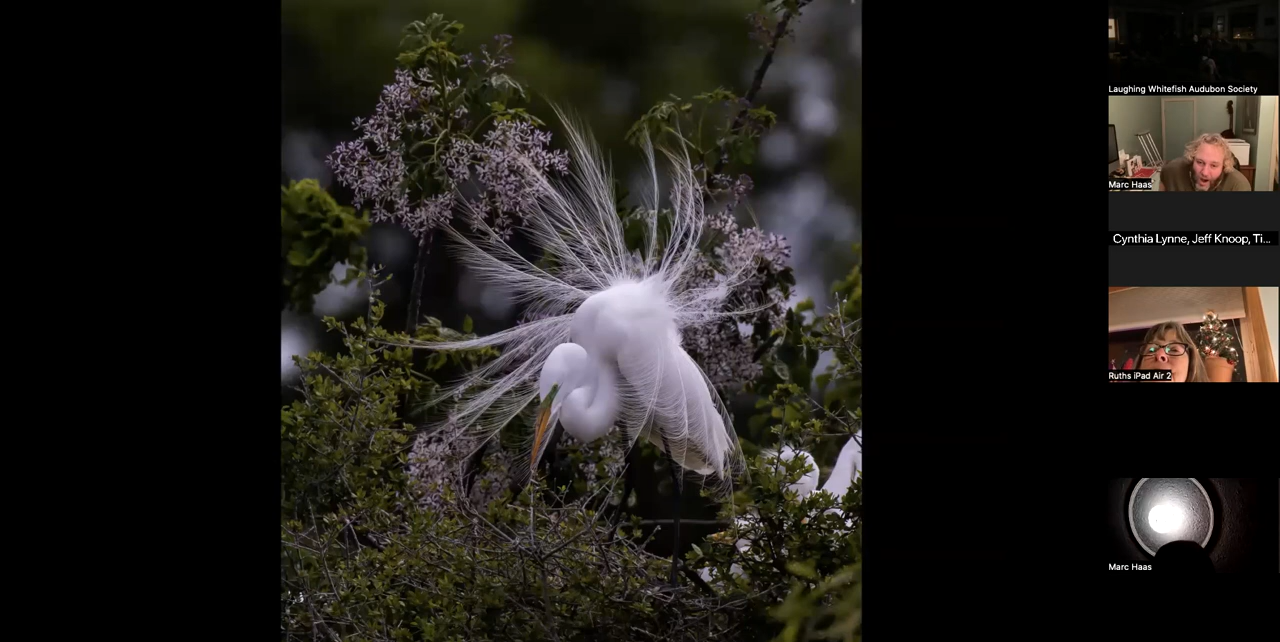 Laughing Whitefish Audubon Society
Marc Haas
Cynthia Lynne, Jeff Knoop, Ti...
Ruths iPad Air 2
Marc Haas